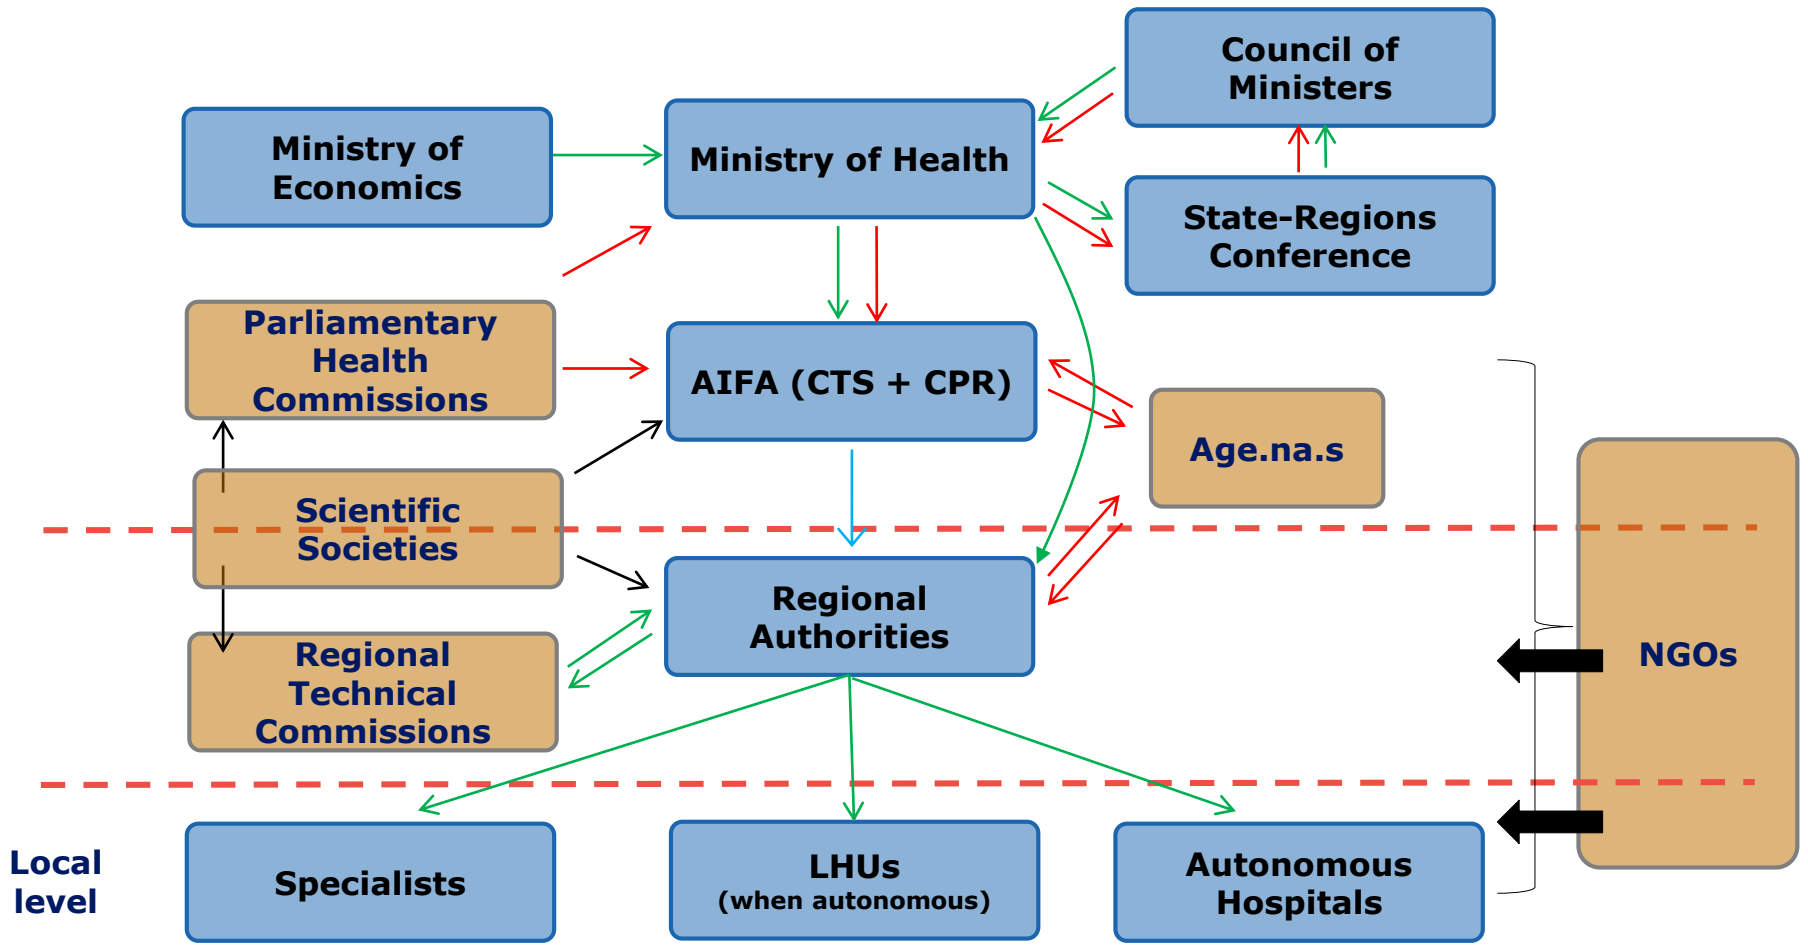 Council of
Ministers
Ministry of
Economics
Ministry of Health
State-Regions
Conference
Parliamentary
Health
Commissions
AIFA (CTS + CPR)
Age.na.s
Scientific
Societies
Regional
Authorities
Regional
Technical
Commissions
NGOs
Local
level
Specialists
LHUs
(when autonomous)
Autonomous
Hospitals